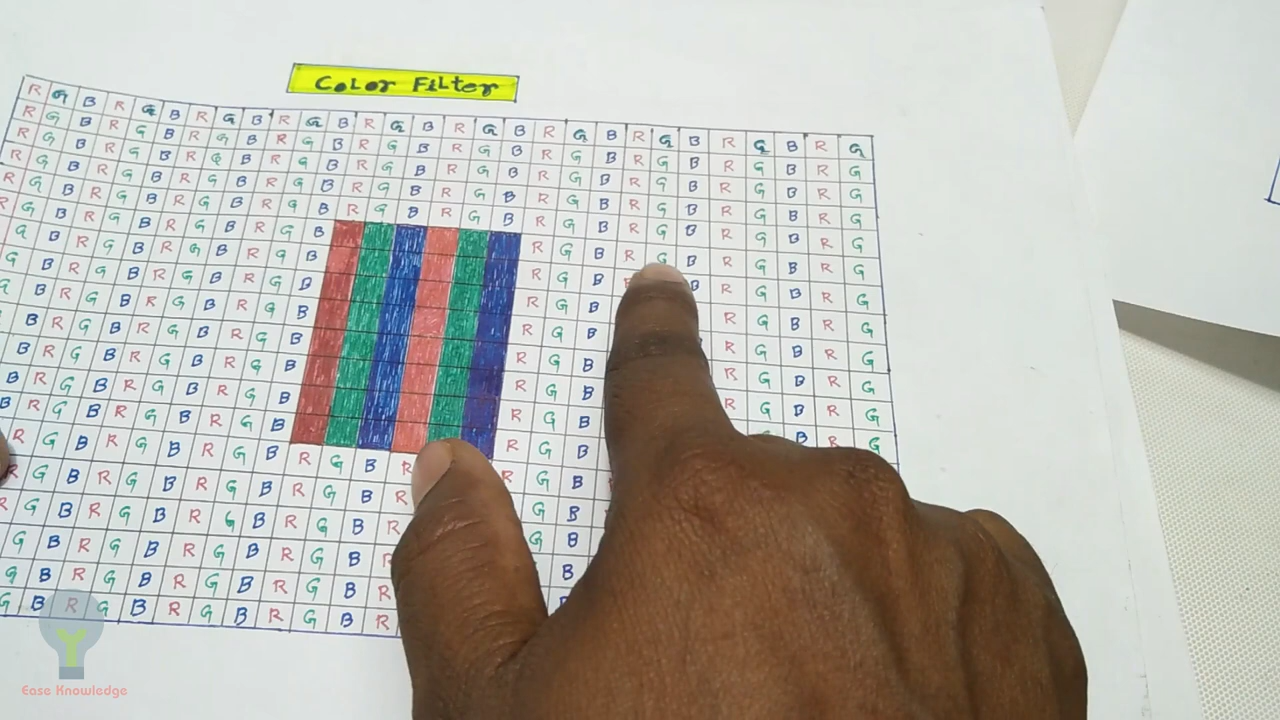 Color Filter
R G B R G B R G B R G B R G B R G B R G B R G B R G B R G
R G B R G B R G B R G B R G B R G B R G B R G B R G B R G
R G B R G B R G B R G B R G B R G B R G B R G B R G B R G
R G B R G B R G B R G B R G B R G B R G B R G B R G B R G
R G B R G B R G B R G B R G B R G B R G B R G B R G B R G
R G B R G B R G B R G B R G B R G B R G B R G
G B R G B R G B R G B R G B B R G B R G
G B R G B R G B R G B R G B R G B R G
G B R G B R G B R G B R G B R G B R G
B R G B R G B R G B R G B R G B R G
B R G B R G B R G B R G B R G B R G
B R G B R G B R G B R G B B R G
B R G B R G B R G B R G B
R G B R G B R G B R G B R R G B
R G B R G B R G B R G B R G B
R G B R G B R G B R G B R G B
G B R G B R G B R G B R B
G B R G B R G B R G B R
G B R G B R G B R G B R
Ease Knowledge